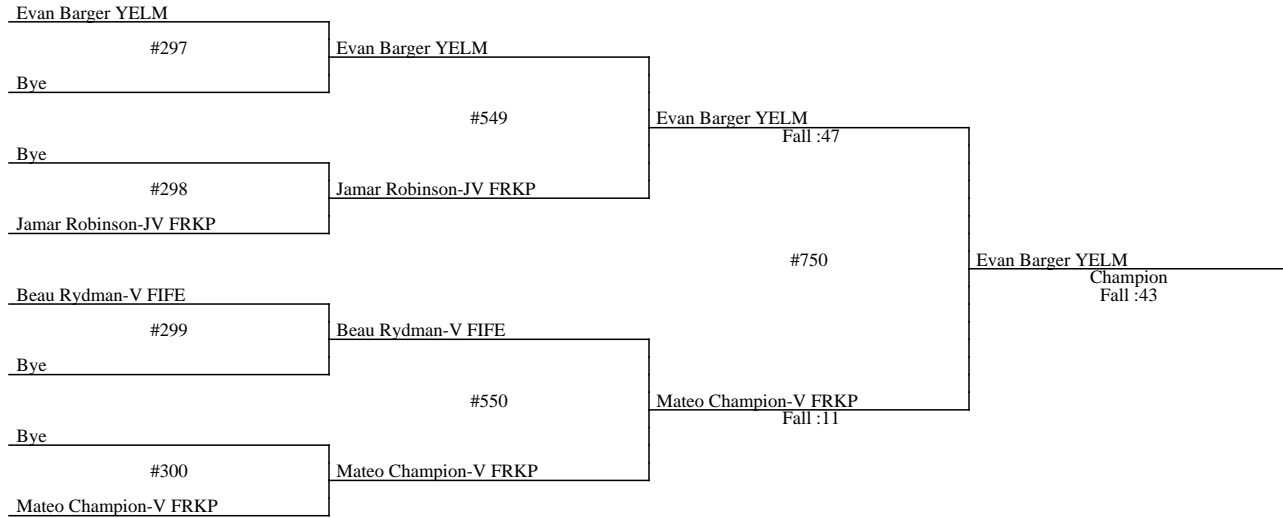 Evan Barger YELM
#297
Evan Barger YELM
Bye
#549
Evan Barger YELM
Fall :47
Bye
#298
Jamar Robinson-JV FRKP
Jamar Robinson-JV FRKP
#750
Evan Barger YELM
Champion
Fall :43
Beau Rydman-V FIFE
#299
Beau Rydman-V FIFE
Bye
#550
Mateo Champion-V FRKP
Fall :11
Bye
#300
Mateo Champion-V FRKP
Mateo Champion-V FRKP